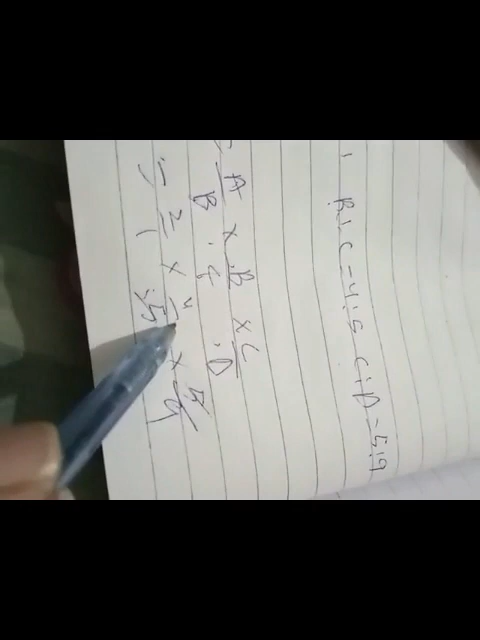 B:C=4:5 C:D=5:9
A/B × B/C × C/D
= 2/1 × 4/5 × 5/9